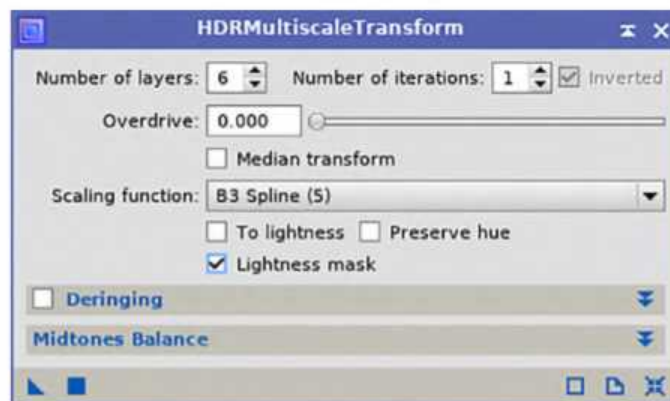 HDRMultiscaleTransform
Number of layers: 6 Number of iterations: 1 Inverted
Overdrive: 0.000
Median transform
Scaling function: B3 Spline (5)
To lightness Preserve hue
Lightness mask
Deringing
Midtones Balance